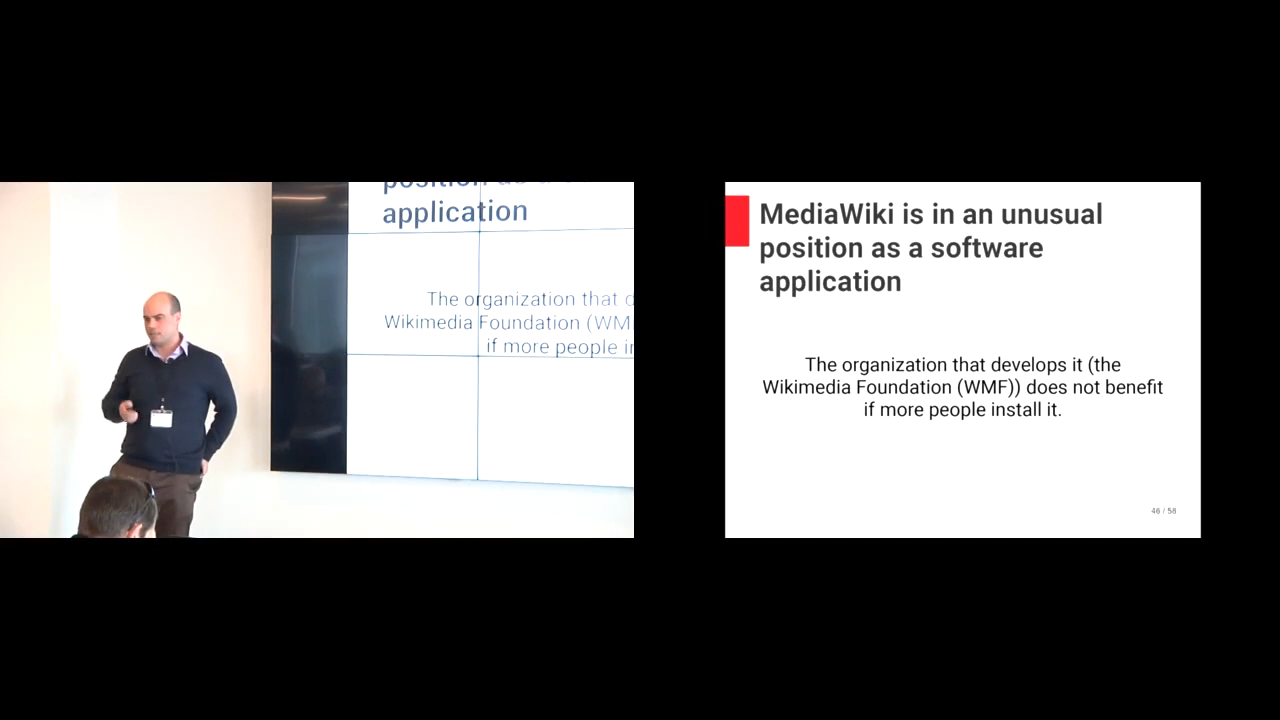 position as a
application
The organization that d
Wikimedia Foundation (WM
if more people in
MediaWiki is in an unusual
position as a software
application
The organization that develops it (the
Wikimedia Foundation (WMF)) does not benefit
if more people install it.
46 / 58